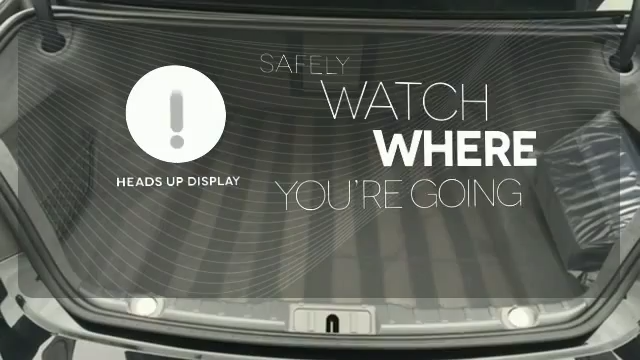 SAFELY
WATCH
WHERE
YOU'RE GOING
HEADS UP DISPLAY